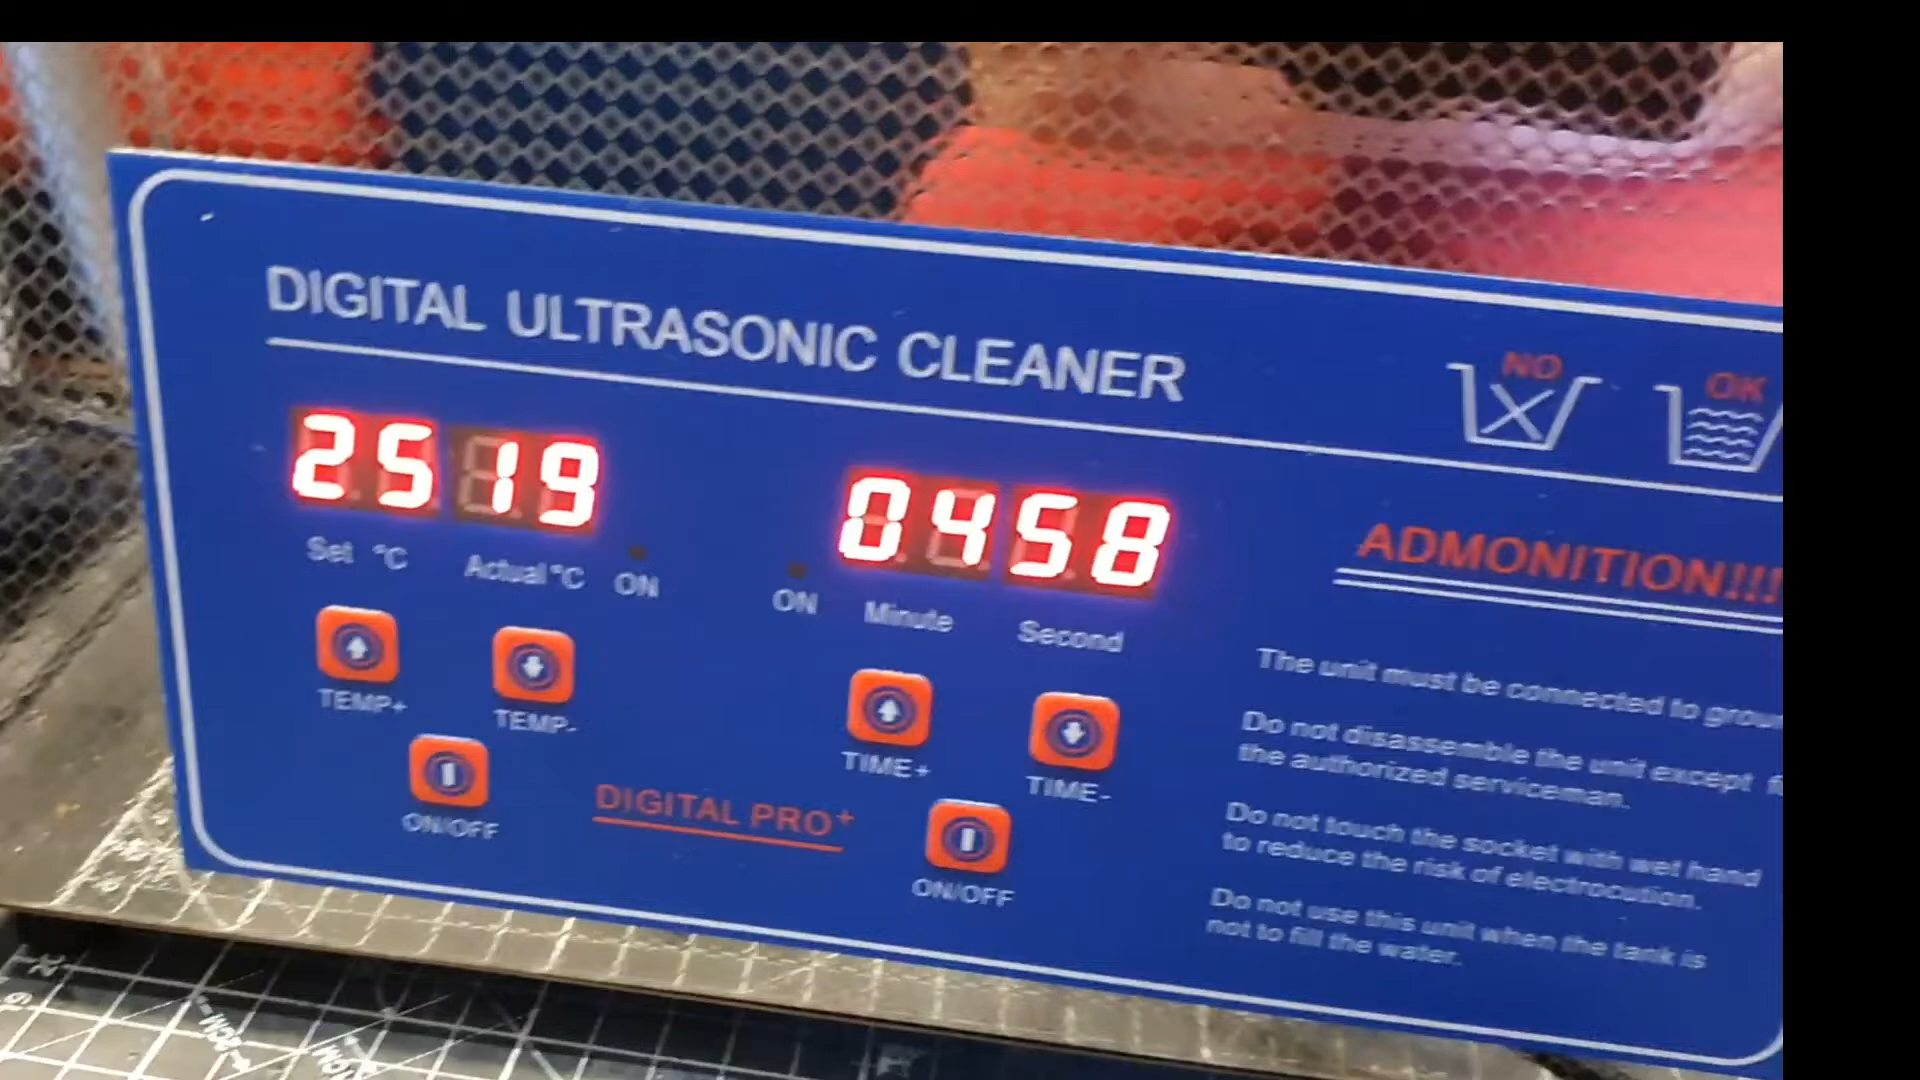 DIGITAL ULTRASONIC CLEANER
NO
OK
2519
0458
Set °C
Actual °C
ON
ON
Minute
Second
ADMONITION!!!
TEMP+
TEMP-
TIME+
TIME-
ON/OFF
DIGITAL PRO+
ON/OFF
The unit must be connected to
Do not disassemble the unit except
the authorized serviceman.
Do not touch the socket with wet hand
to reduce the risk of electrocution.
Do not use this unit when the tank is
not to fill the water.